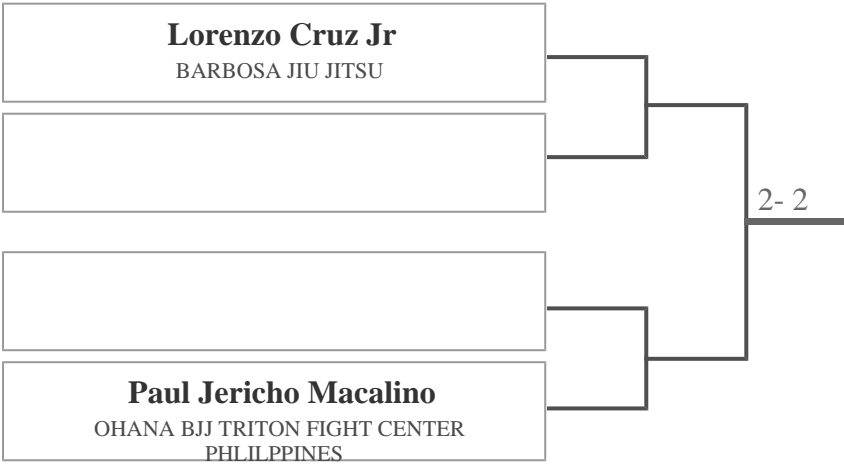 Lorenzo Cruz Jr
BARBOSA JIU JITSU
2- 2
Paul Jericho Macalino
OHANA BJJ TRITON FIGHT CENTER
PHLILPPINES